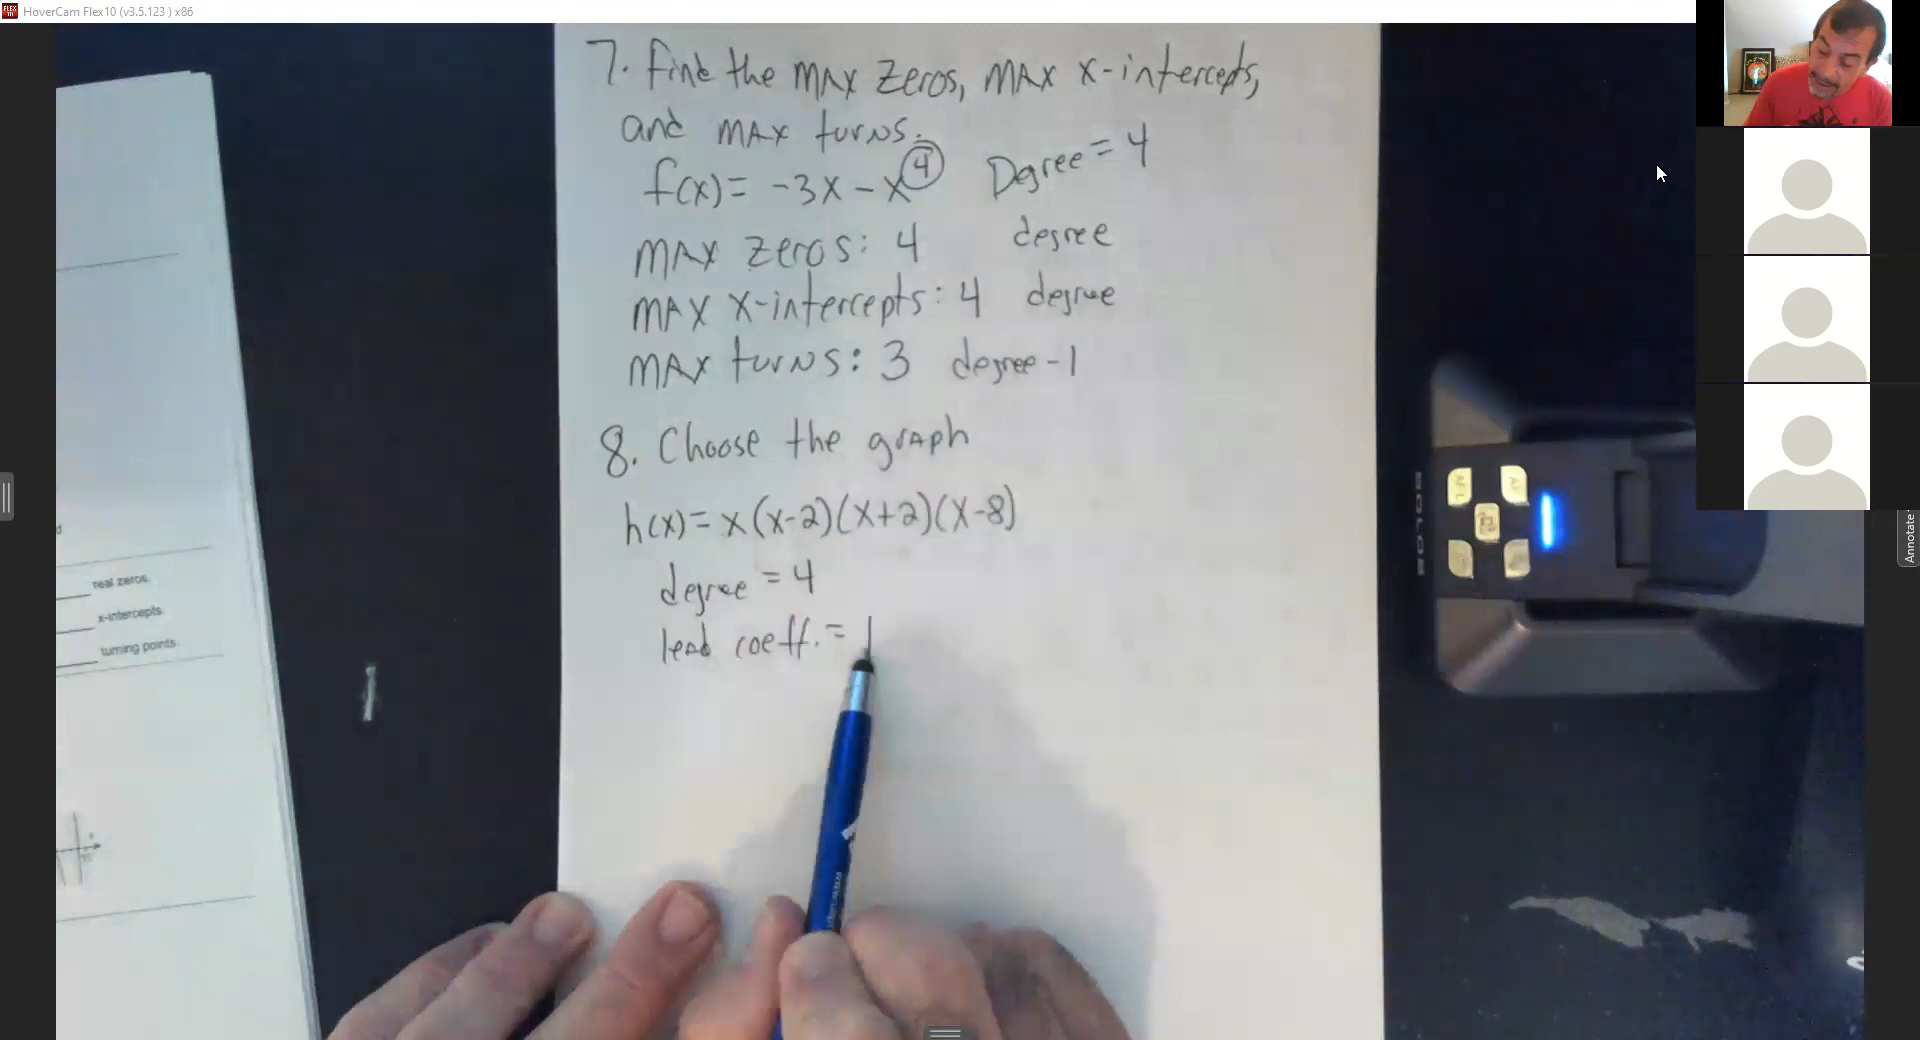 HoverCam Flex10 (v3.5.123 ) x86
7. Find the MAX zeros, MAX x-intercepts,
and MAX turns.
f(x) = -3x - x⁴ Degree = 4
MAX zeros: 4 degree
MAX x-intercepts: 4 degree
MAX turns: 3 degree - 1
8. Choose the graph
h(x) = x(x-2)(x+2)(x-8)
degree = 4
lead coeff. = 1
real zeros.
x-intercepts.
turning points.
Annotate